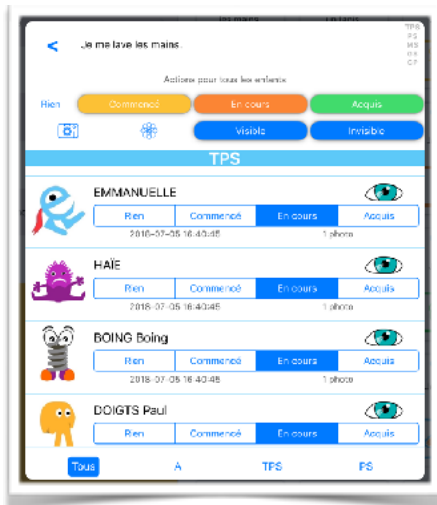 < Je me lave les mains.
TPS
PS
MS
GS
CP
Actions pour tous les enfants
Rien Commencé En cours Acquis
Visible Invisible
TPS
EMMANUELLE
Rien Commencé En cours Acquis
2018-07-05 16:40:45 1 photo
HAÏE
Rien Commencé En cours Acquis
2018-07-05 16:40:45 1 photo
BOING Boing
Rien Commencé En cours Acquis
2018-07-05 16:40:45 1 photo
DOIGTS Paul
Rien Commencé En cours Acquis
Tous A TPS PS